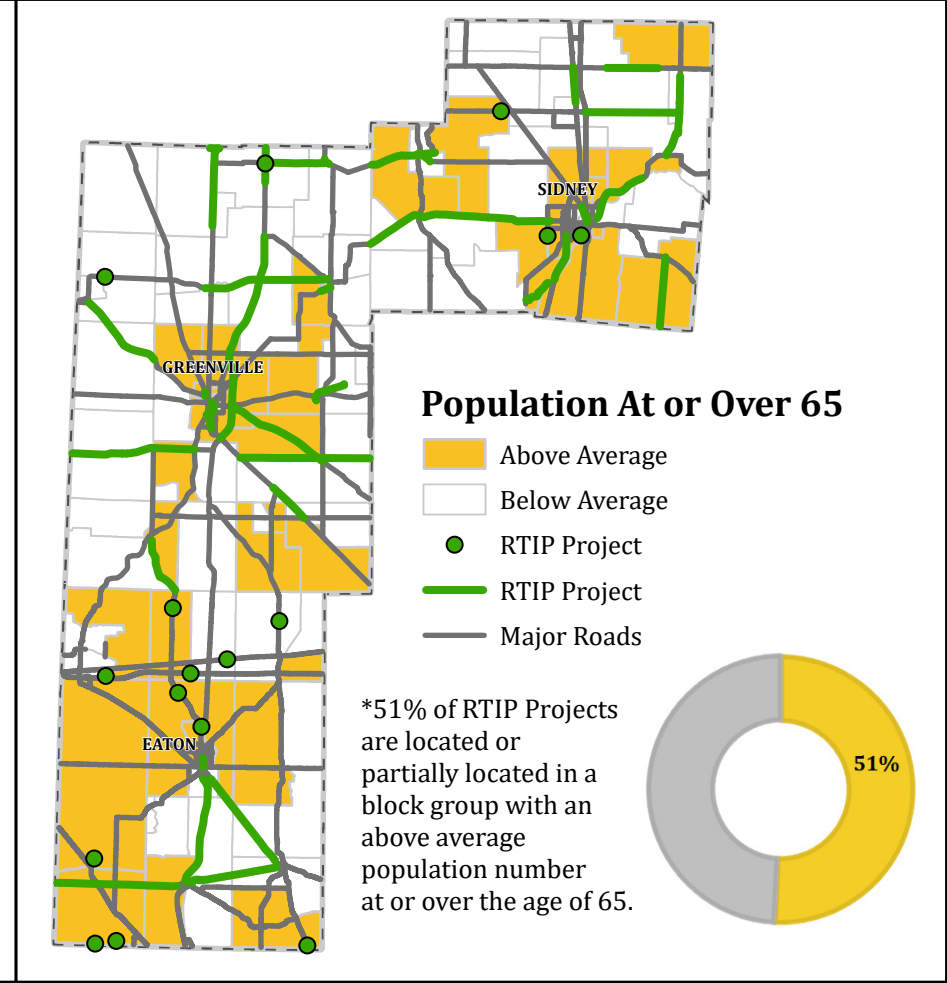 SIDNEY
GREENVILLE
Population At or Over 65
Above Average
Below Average
RTIP Project
RTIP Project
Major Roads
*51% of RTIP Projects
are located or
partially located in a
block group with an
above average
population number
at or over the age of 65.
51%
EATON